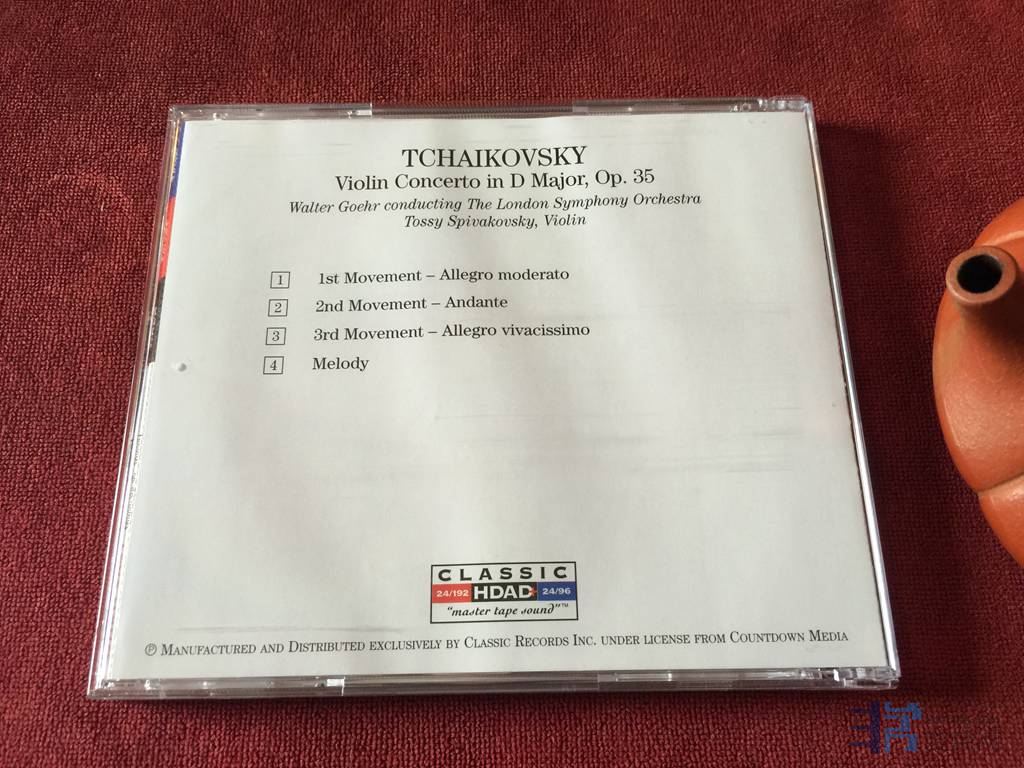 TCHAIKOVSKY
Violin Concerto in D Major, Op. 35
Walter Goehr conducting The London Symphony Orchestra
Tossy Spivakovsky, Violin
1 1st Movement – Allegro moderato
2 2nd Movement – Andante
3 3rd Movement – Allegro vivacissimo
4 Melody
CLASSIC
24/192 HDAD 24/96
"master tape sound"™
℗ Manufactured and Distributed exclusively by Classic Records Inc. under license from Countdown Media